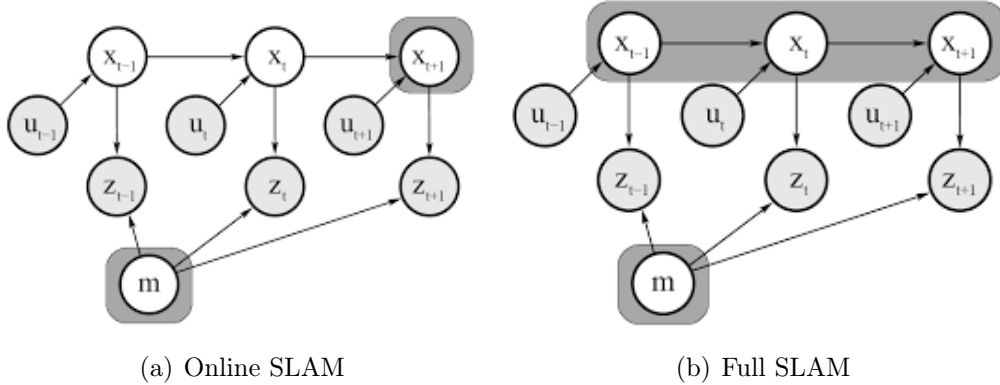 x_{t-1} x_t x_{t+1} x_{t-1} x_t x_{t+1}
u_{t-1} u_t u_{t+1} u_{t-1} u_t u_{t+1}
z_{t-1} z_t z_{t+1} z_{t-1} z_t z_{t+1}
m m
(a) Online SLAM (b) Full SLAM